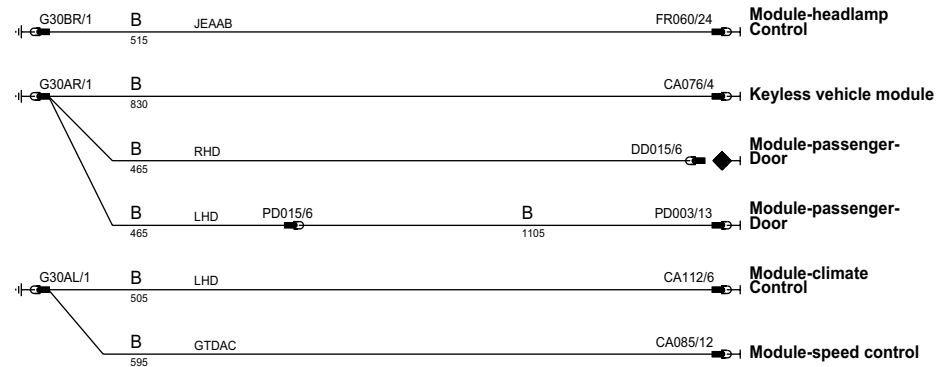 G30BR/1 B JEAAB FR060/24 Module-headlamp
515 Control
G30AR/1 B CA076/4 Keyless vehicle module
830
B RHD DD015/6 Module-passenger-
465 Door
B LHD PD015/6 B PD003/13 Module-passenger-
465 1105 Door
G30AL/1 B LHD CA112/6 Module-climate
505 Control
B GTDAC CA085/12 Module-speed control
595